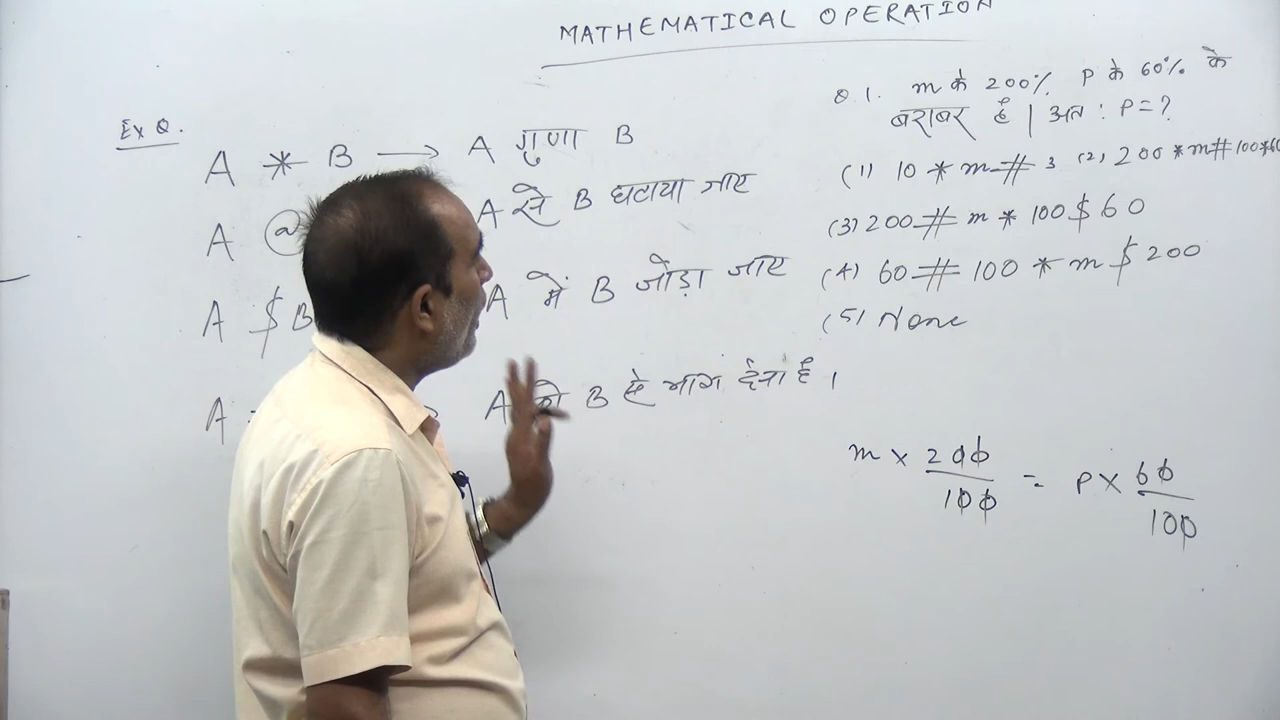 MATHEMATICAL OPERATION
Ex Q.
A * B → A गुणा B
A @ A से B घटाया जाए
A $ B A में B जोड़ा जाए
A A को B से भाग देना है ।
Q 1. m के 200% P के 60% के
बराबर है | अत : P = ?
(1) 10 * m # 3 (2) 200 * m # 100 * 60
(3) 200 # m * 100 $ 60
(4) 60 # 100 * m $ 200
(5) None
m × 200/100 = P × 60/100